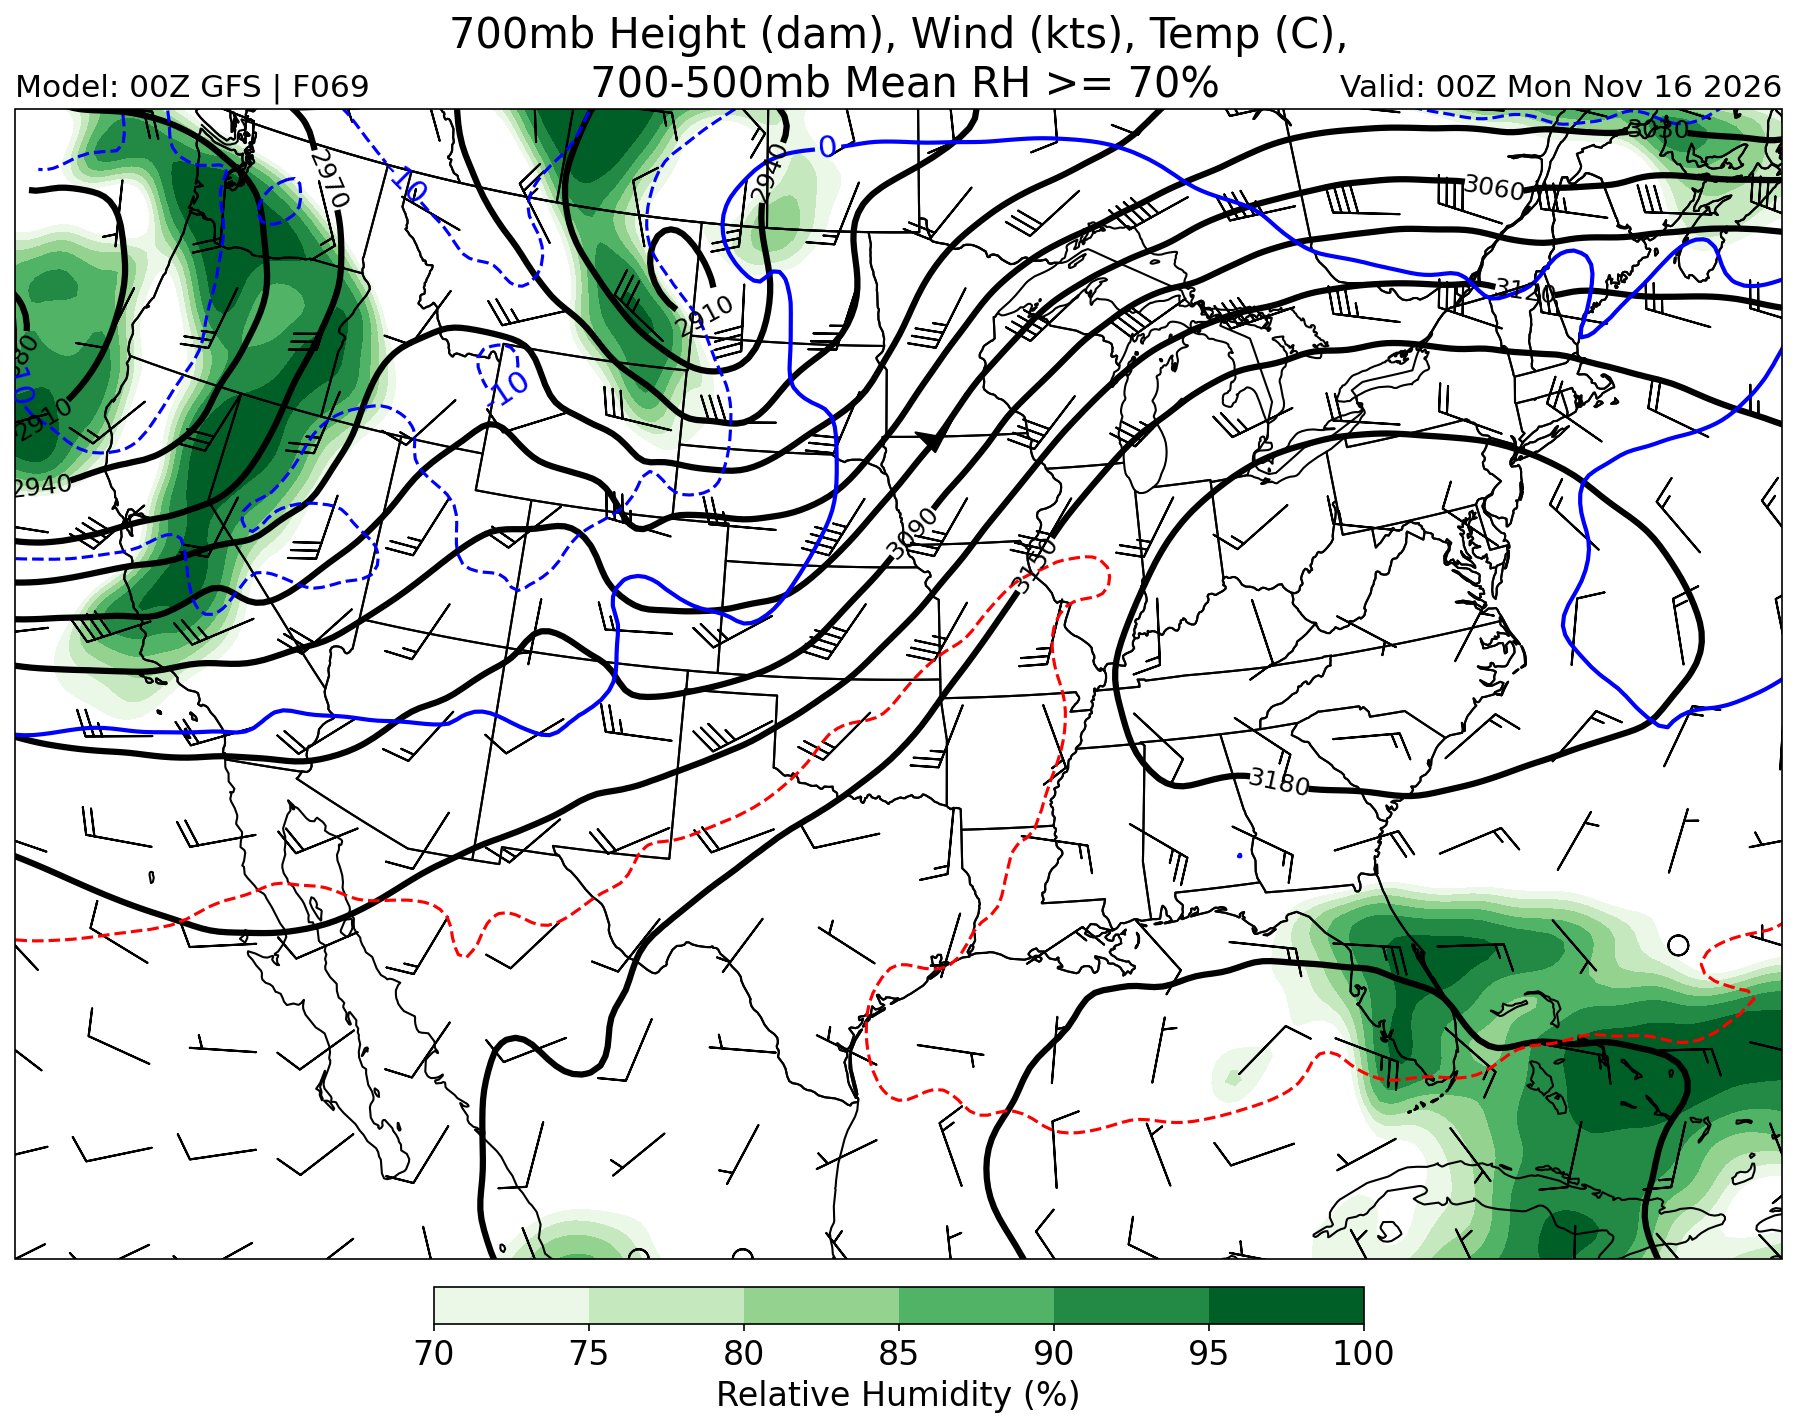 700mb Height (dam), Wind (kts), Temp (C),
Model: 00Z GFS | F069
700-500mb Mean RH >= 70%
Valid: 00Z Mon Nov 16 2026
3030
0
2940
2970
-10
3060
3120
2910
-10
2910
2940
3090
3150
3180
70 75 80 85 90 95 100
Relative Humidity (%)